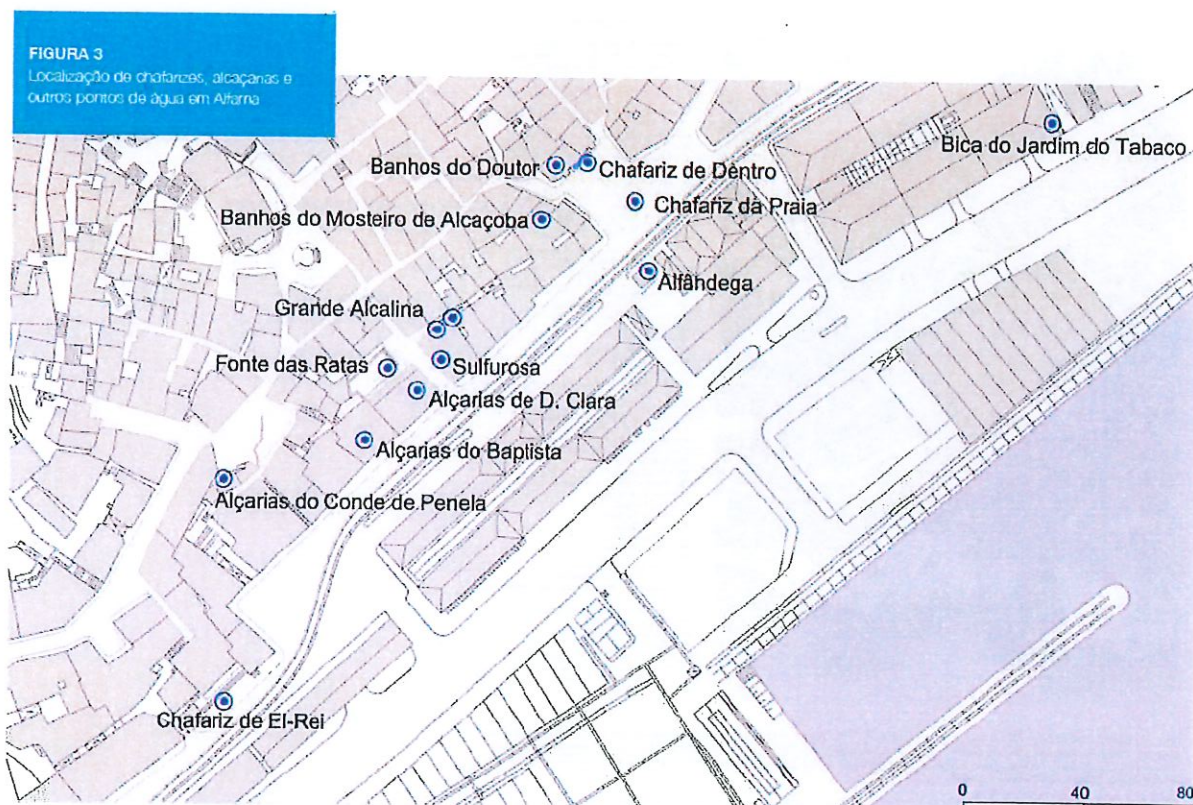 FIGURA 3
Localização de chafarizes, alcaçarias e
outros pontos de água em Alfama
Bica do Jardim do Tabaco
Banhos do Doutor
Chafariz de Dentro
Chafariz da Praia
Banhos do Mosteiro de Alcaçoba
Alfândega
Grande Alcalina
Fonte das Ratas
Sulfurosa
Alçarias de D. Clara
Alçarias do Baptista
Alçarias do Conde de Penela
Chafariz de El-Rei
0 40 80